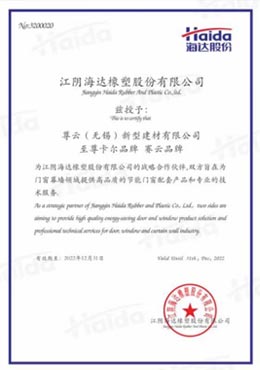 No:3200020
Haida
海达股份
江阴海达橡塑股份有限公司
Jiangyin Haida Rubber And Plastic Co.,ltd.
兹授予:
This is to certify that
尊云（无锡）新型建材有限公司
至尊卡尔品牌 赛云品牌
为江阴海达橡塑股份有限公司的战略合作伙伴,双方旨在为
门窗幕墙领域提供高品质的节能门窗配套产品和专业的技
术服务.
As a strategic partner of Jiangyin Haida Rubber and Plastic Co., Ltd., two sides are
aiming to provide high quality energy-saving door and window product solution and
professional technical services for door, window and curtain wall industry.
有效期至: 2022年12月31日
Valid Until 31st., Dec., 2022
江阴海达橡塑股份有限公司
Jiangyin Haida Rubber And Plastic Co.,Ltd.